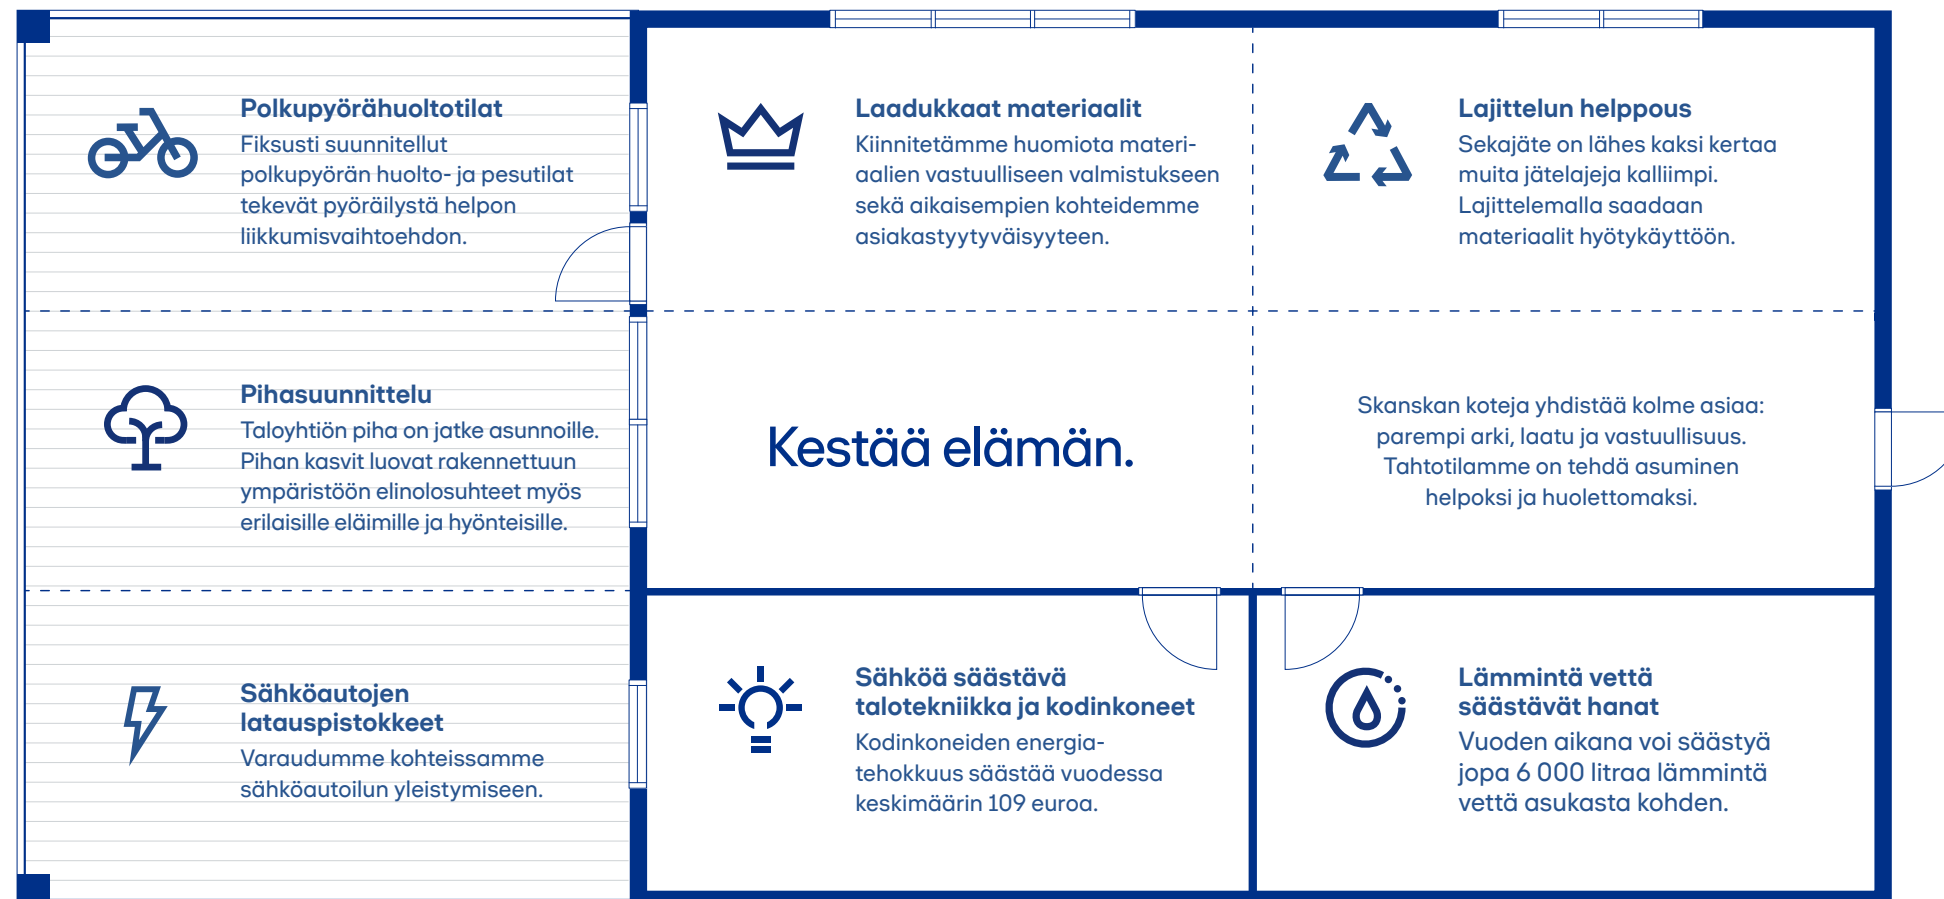 Polkupyörähuoltotilat
Fiksusti suunnitellut
polkupyörän huolto- ja pesutilat
tekevät pyöräilystä helpon
liikkumisvaihtoehdon.
Laadukkaat materiaalit
Kiinnitetämme huomiota materi-
aalien vastuulliseen valmistukseen
sekä aikaisempien kohteidemme
asiakastyytyväisyyteen.
Lajittelun helppous
Sekajäte on lähes kaksi kertaa
muita jätelajeja kalliimpi.
Lajittelemalla saadaan
materiaalit hyötykäyttöön.
Pihasuunnittelu
Taloyhtiön piha on jatke asunnoille.
Pihan kasvit luovat rakennettuun
ympäristöön elinolosuhteet myös
erilaisille eläimille ja hyönteisille.
Kestää elämän.
Skanskan koteja yhdistää kolme asiaa:
parempi arki, laatu ja vastuullisuus.
Tahtotilamme on tehdä asuminen
helpoksi ja huolettomaksi.
Sähköautojen
latauspistokkeet
Varaudumme kohteissamme
sähköautoilun yleistymiseen.
Sähköä säästävä
talotekniikka ja kodinkoneet
Kodinkoneiden energia-
tehokkuus säästää vuodessa
keskimäärin 109 euroa.
Lämmintä vettä
säästävät hanat
Vuoden aikana voi säästyä
jopa 6 000 litraa lämmintä
vettä asukasta kohden.